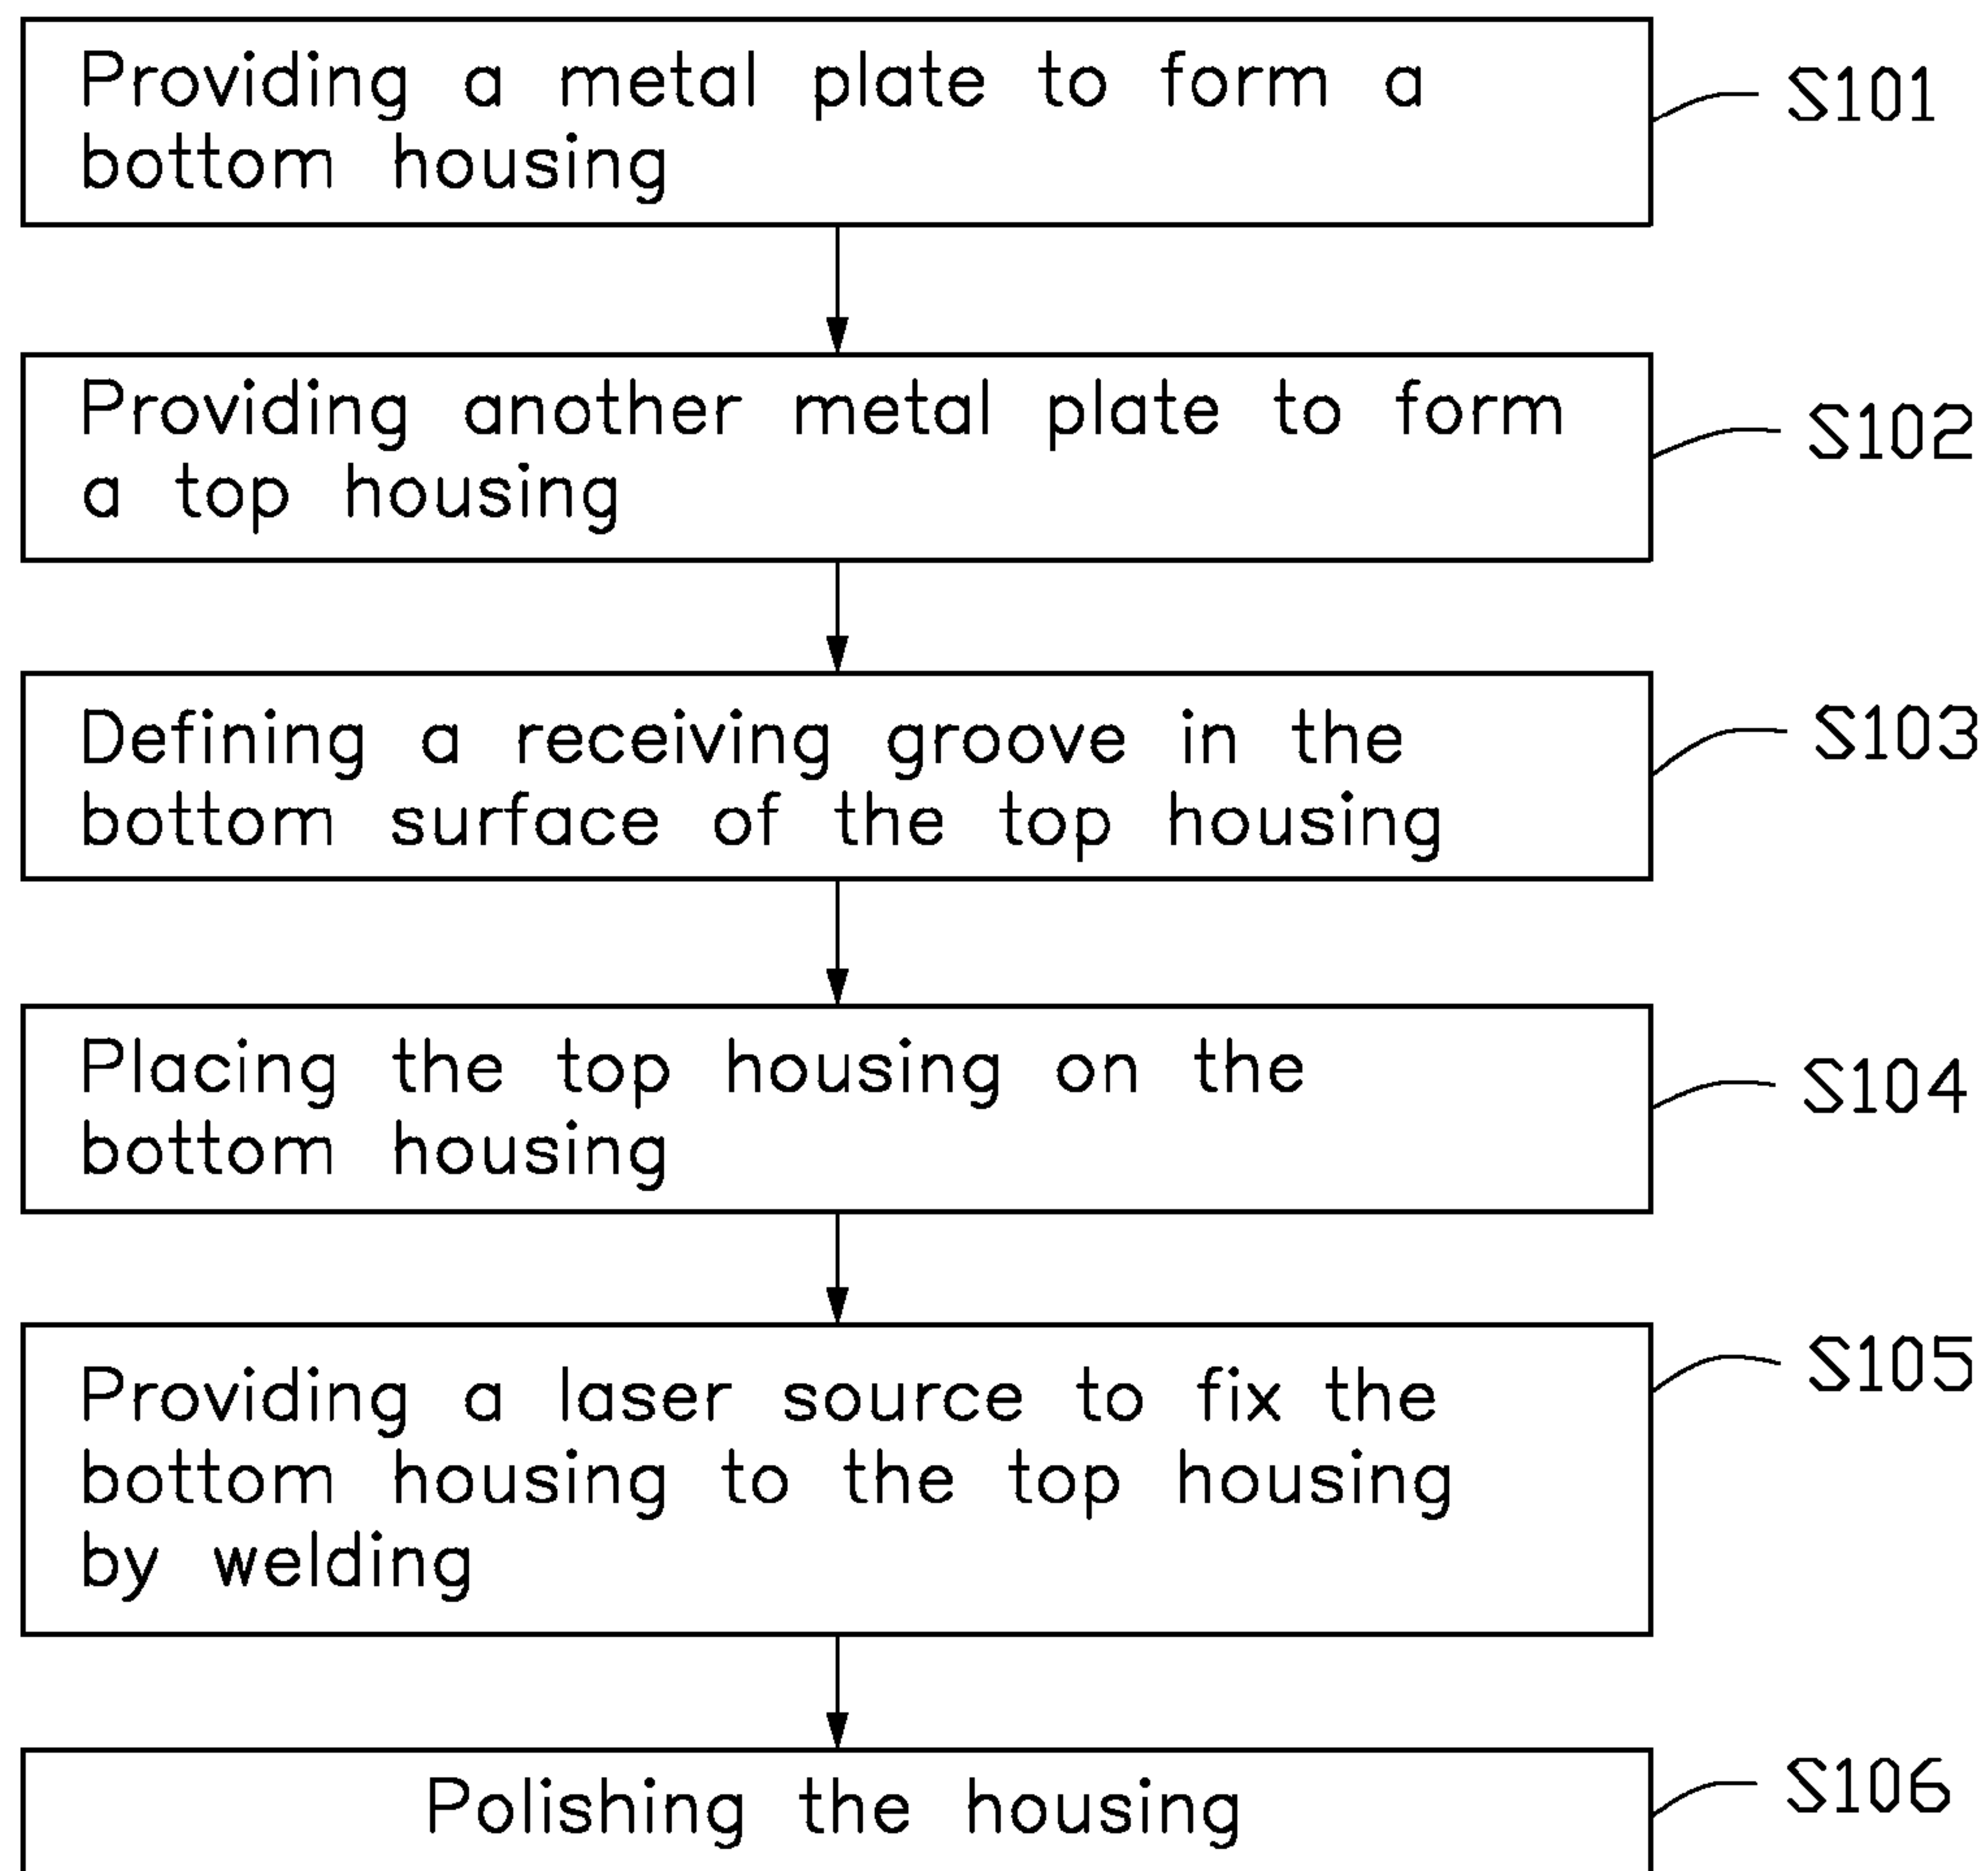 Providing a metal plate to form a
bottom housing
S101
Providing another metal plate to form
a top housing
S102
Defining a receiving groove in the
bottom surface of the top housing
S103
Placing the top housing on the
bottom housing
S104
Providing a laser source to fix the
bottom housing to the top housing
by welding
S105
Polishing the housing
S106